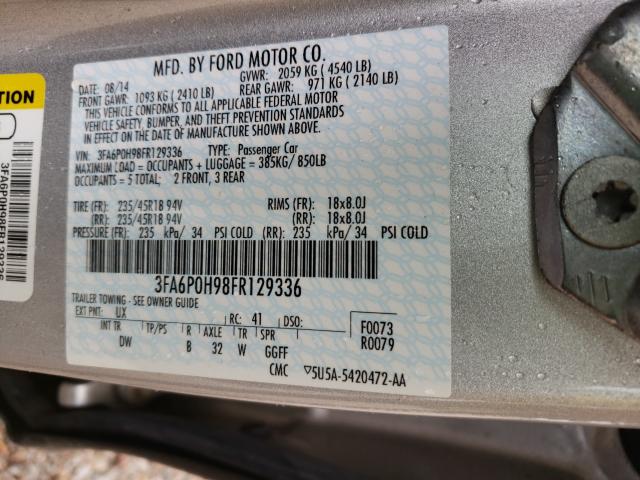 MFD. BY FORD MOTOR CO.
DATE: 08/14 GVWR: 2059 KG ( 4540 LB)
FRONT GAWR: 1093 KG ( 2410 LB) REAR GAWR: 971 KG ( 2140 LB)
THIS VEHICLE CONFORMS TO ALL APPLICABLE FEDERAL MOTOR
VEHICLE SAFETY, BUMPER, AND THEFT PREVENTION STANDARDS
IN EFFECT ON THE DATE OF MANUFACTURE SHOWN ABOVE.
VIN: 3FA6P0H98FR129336 TYPE: Passenger Car
MAXIMUM LOAD = OCCUPANTS + LUGGAGE = 385KG/ 850LB
OCCUPANTS = 5 TOTAL; 2 FRONT, 3 REAR
TIRE (FR): 235/45R18 94V RIMS (FR): 18x8.0J
(RR): 235/45R18 94V (RR): 18x8.0J
PRESSURE (FR): 235 kPa/ 34 PSI COLD (RR): 235 kPa/ 34 PSI COLD
3FA6P0H98FR129336
TRAILER TOWING - SEE OWNER GUIDE
EXT PNT: UX RC: 41 DSO: F0073
INT TR TP/PS R AXLE TR SPR R0079
DW B 32 W GGFF
CMC ▽5U5A-5420472-AA
3FA6P0H98FR129336